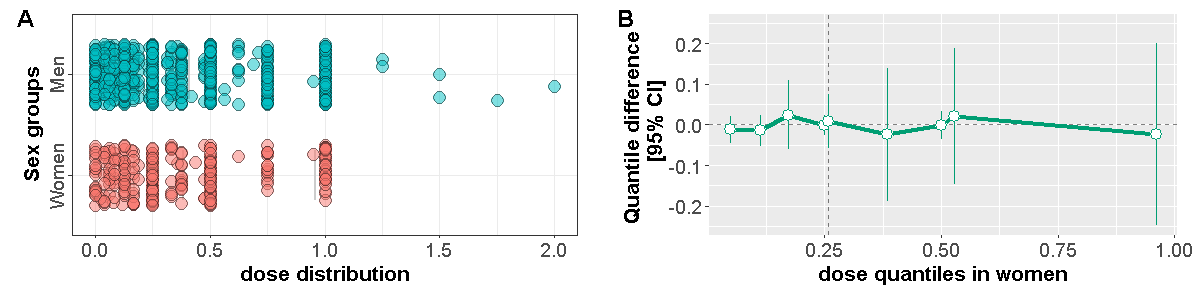 A
Sex groups
Men
Women
0.0
0.5
1.0
1.5
2.0
dose distribution
B
Quantile difference
[95% CI]
0.2
0.1
0.0
-0.1
-0.2
0.25
0.50
0.75
1.00
dose quantiles in women